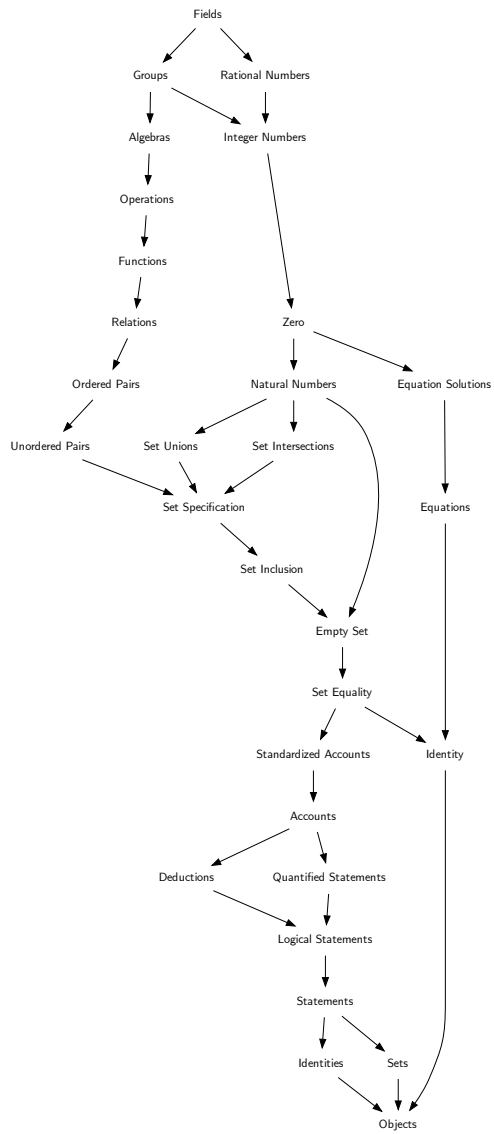 Fields
Groups
Rational Numbers
Algebras
Integer Numbers
Operations
Functions
Relations
Zero
Ordered Pairs
Natural Numbers
Equation Solutions
Unordered Pairs
Set Unions
Set Intersections
Set Specification
Equations
Set Inclusion
Empty Set
Set Equality
Standardized Accounts
Identity
Accounts
Deductions
Quantified Statements
Logical Statements
Statements
Identities
Sets
Objects